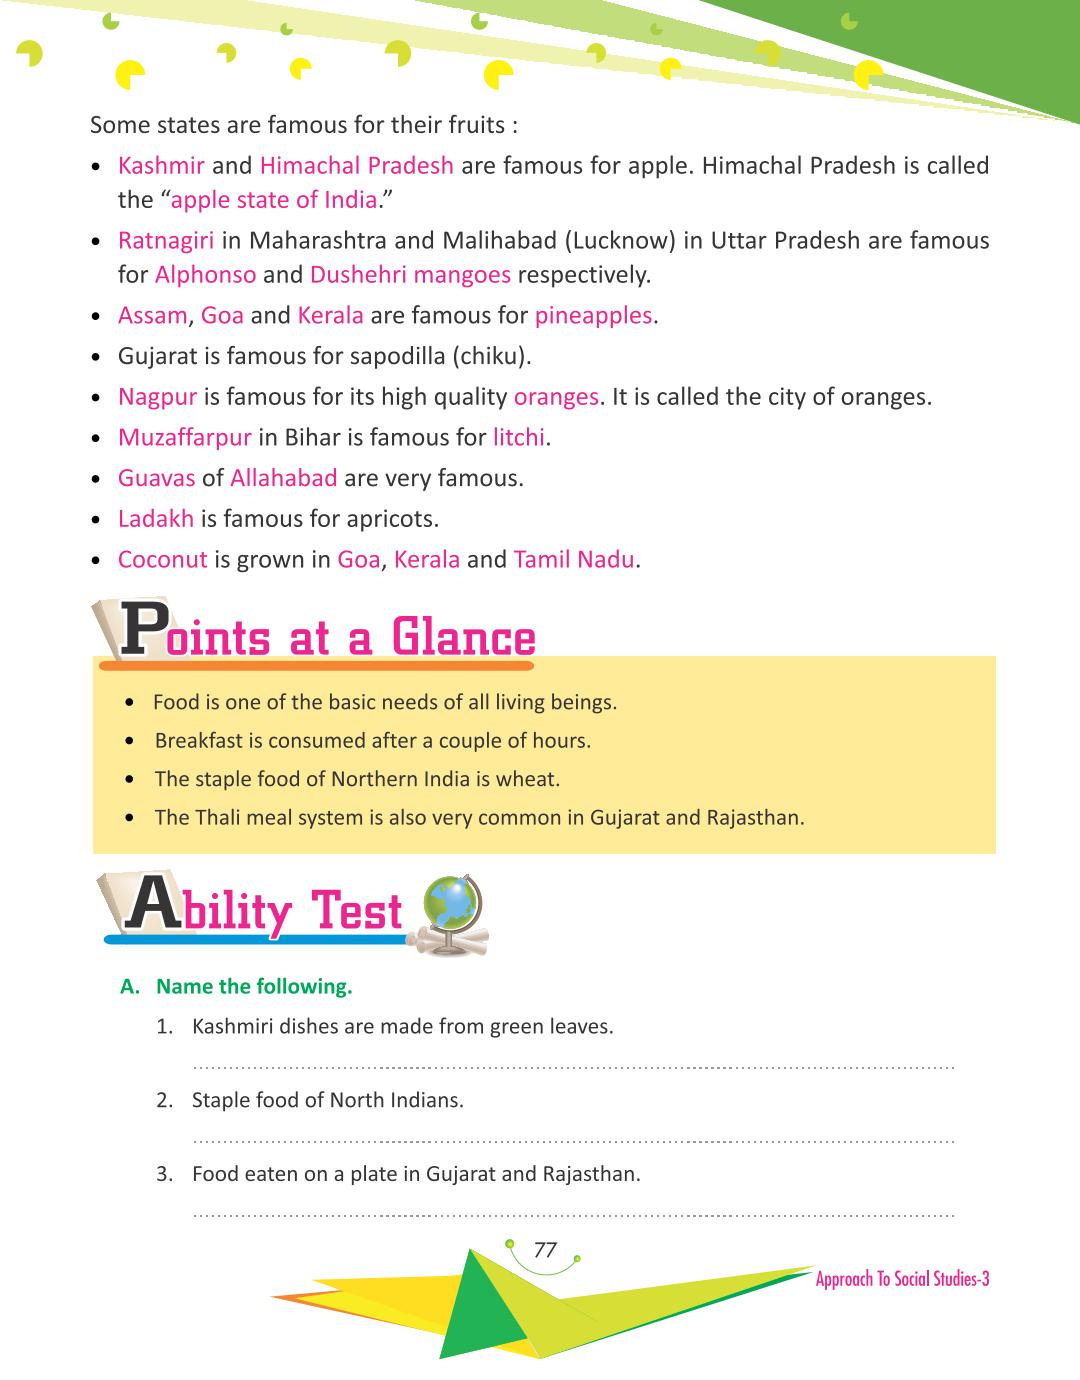 Some states are famous for their fruits :
• Kashmir and Himachal Pradesh are famous for apple. Himachal Pradesh is called
the “apple state of India.”
• Ratnagiri in Maharashtra and Malihabad (Lucknow) in Uttar Pradesh are famous
for Alphonso and Dushehri mangoes respectively.
• Assam, Goa and Kerala are famous for pineapples.
• Gujarat is famous for sapodilla (chiku).
• Nagpur is famous for its high quality oranges. It is called the city of oranges.
• Muzaffarpur in Bihar is famous for litchi.
• Guavas of Allahabad are very famous.
• Ladakh is famous for apricots.
• Coconut is grown in Goa, Kerala and Tamil Nadu.
Points at a Glance
• Food is one of the basic needs of all living beings.
• Breakfast is consumed after a couple of hours.
• The staple food of Northern India is wheat.
• The Thali meal system is also very common in Gujarat and Rajasthan.
Ability Test
A. Name the following.
1. Kashmiri dishes are made from green leaves.
2. Staple food of North Indians.
3. Food eaten on a plate in Gujarat and Rajasthan.
77
Approach To Social Studies-3